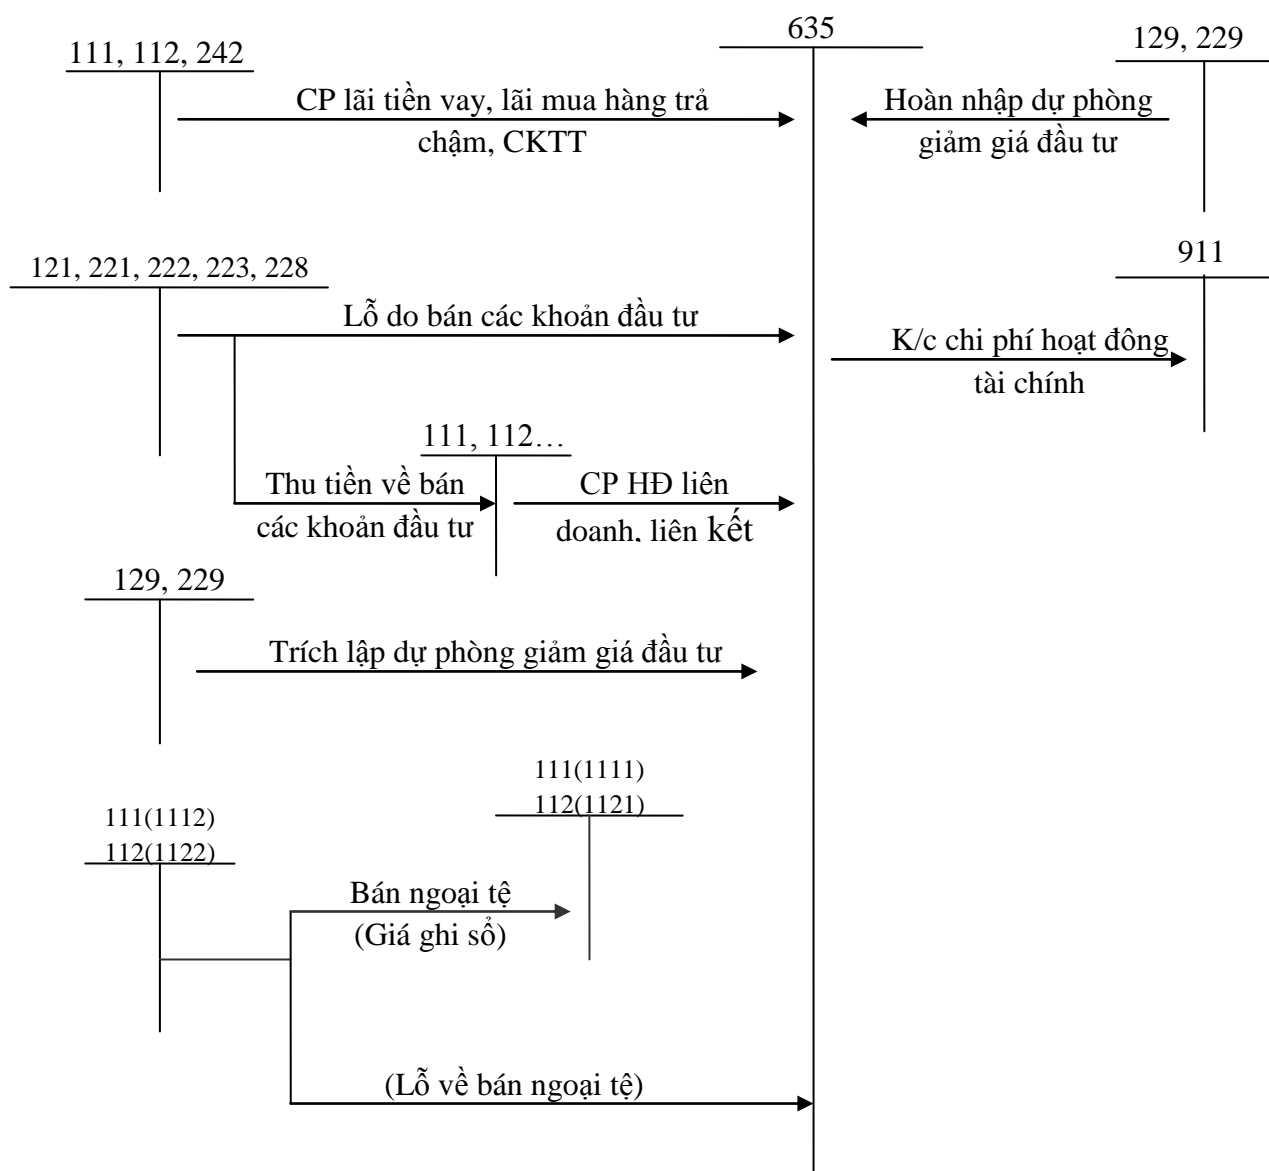 635
111, 112, 242
129, 229
CP lãi tiền vay, lãi mua hàng trả
chậm, CKTT
Hoàn nhập dự phòng
giảm giá đầu tư
121, 221, 222, 223, 228
911
Lỗ do bán các khoản đầu tư
K/c chi phí hoạt đông
tài chính
111, 112…
Thu tiền về bán
các khoản đầu tư
CP HĐ liên
doanh, liên kết
129, 229
Trích lập dự phòng giảm giá đầu tư
111(1111)
112(1121)
111(1112)
112(1122)
Bán ngoại tệ
(Giá ghi sổ)
(Lỗ về bán ngoại tệ)